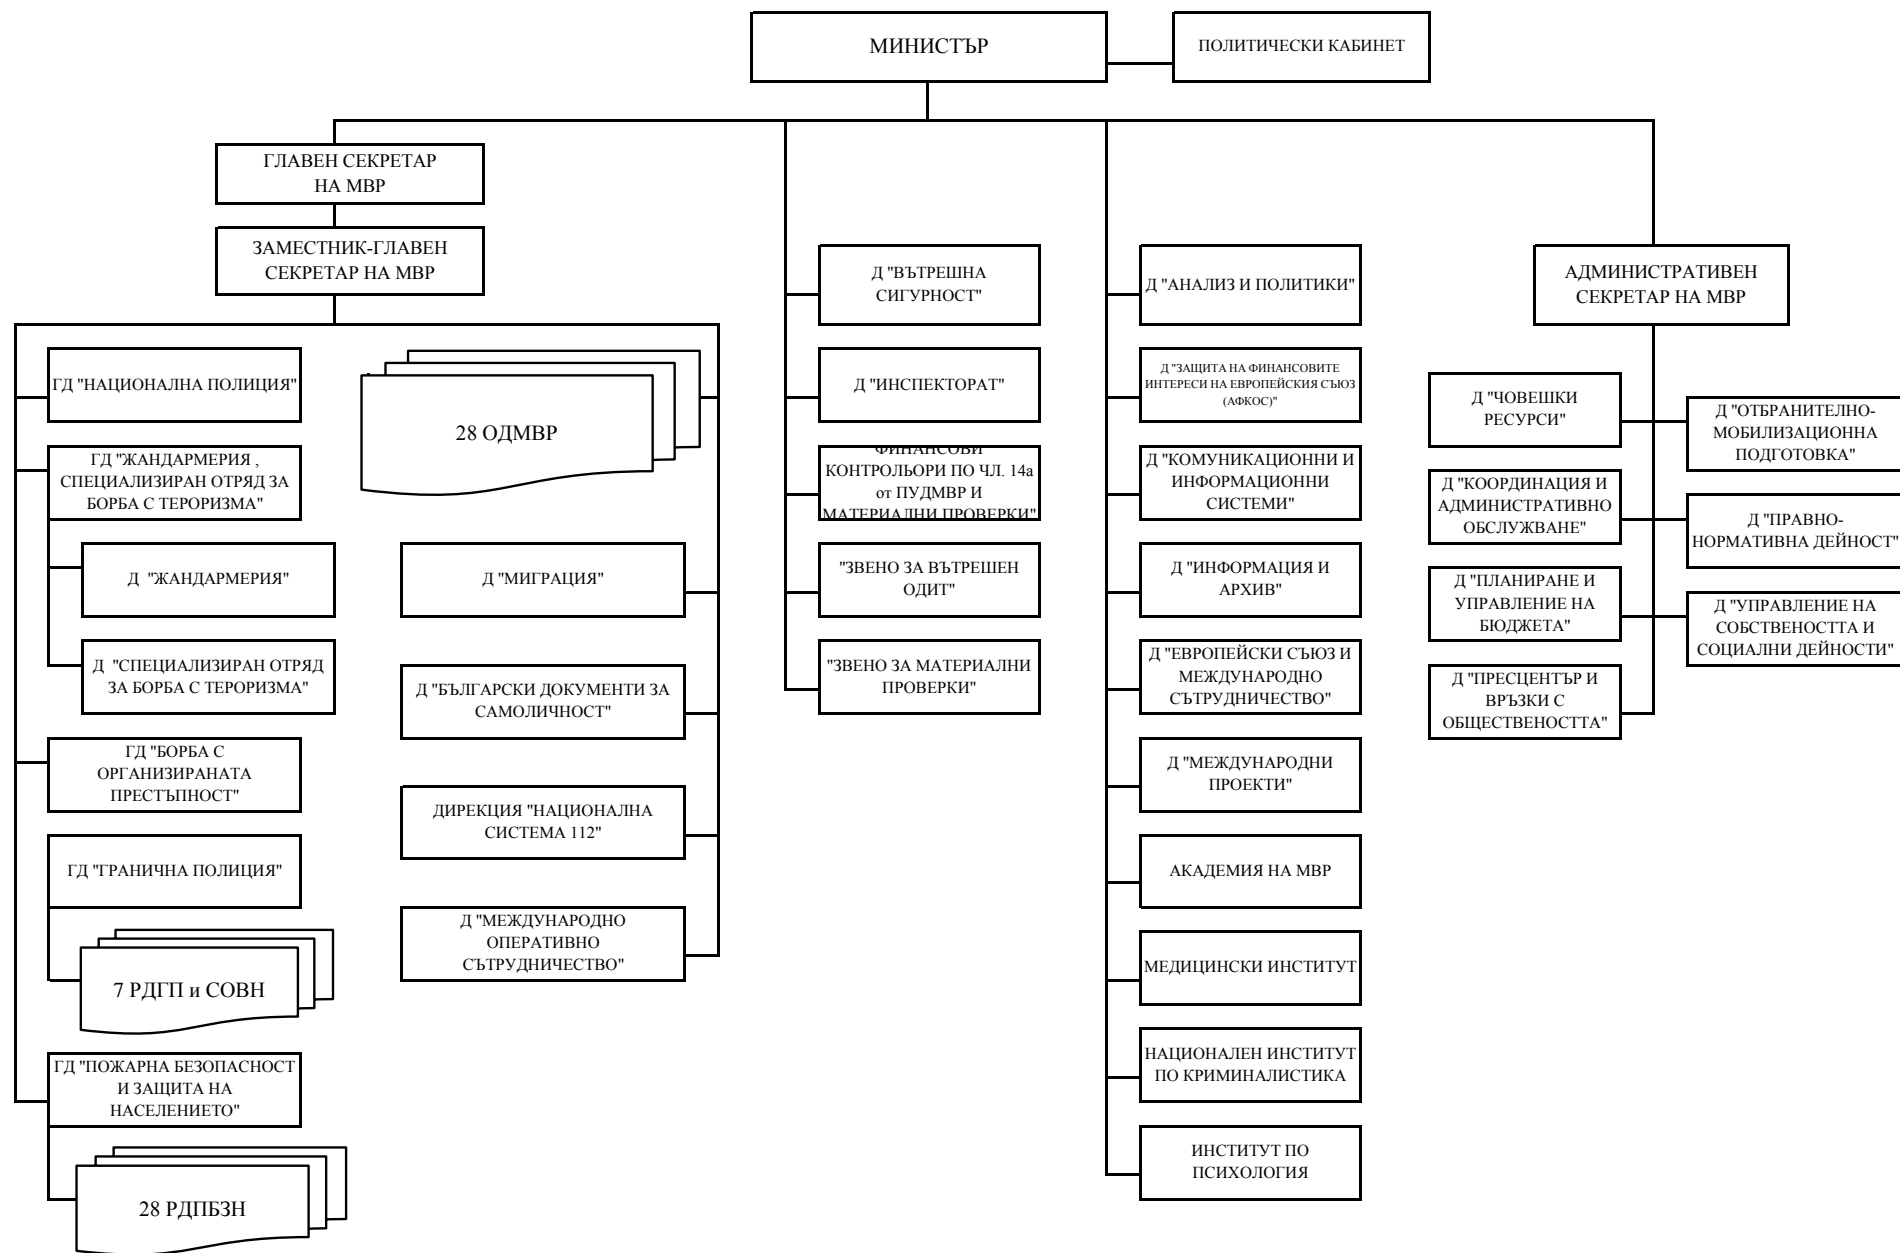 МИНИСТЪР
ПОЛИТИЧЕСКИ КАБИНЕТ
ГЛАВЕН СЕКРЕТАР
НА МВР
ЗАМЕСТНИК-ГЛАВЕН
СЕКРЕТАР НА МВР
ГД "НАЦИОНАЛНА ПОЛИЦИЯ"
ГД "ЖАНДАРМЕРИЯ ,
СПЕЦИАЛИЗИРАН ОТРЯД ЗА
БОРБА С ТЕРОРИЗМА"
Д "ЖАНДАРМЕРИЯ"
Д "СПЕЦИАЛИЗИРАН ОТРЯД
ЗА БОРБА С ТЕРОРИЗМА"
ГД "БОРБА С
ОРГАНИЗИРАНАТА
ПРЕСТЪПНОСТ"
ГД "ГРАНИЧНА ПОЛИЦИЯ"
7 РДГП и СОВН
ГД "ПОЖАРНА БЕЗОПАСНОСТ
И ЗАЩИТА НА
НАСЕЛЕНИЕТО"
28 РДПБЗН
28 ОДМВР
Д "МИГРАЦИЯ"
Д "БЪЛГАРСКИ ДОКУМЕНТИ ЗА
САМОЛИЧНОСТ"
ДИРЕКЦИЯ "НАЦИОНАЛНА
СИСТЕМА 112"
Д "МЕЖДУНАРОДНО
ОПЕРАТИВНО
СЪТРУДНИЧЕСТВО"
Д "ВЪТРЕШНА
СИГУРНОСТ"
Д "ИНСПЕКТОРАТ"
ФИНАНСОВИ
КОНТРОЛЬОРИ ПО ЧЛ. 14а
от ПУДМВР И
МАТЕРИАЛНИ ПРОВЕРКИ"
"ЗВЕНО ЗА ВЪТРЕШЕН
ОДИТ"
"ЗВЕНО ЗА МАТЕРИАЛНИ
ПРОВЕРКИ"
Д "АНАЛИЗ И ПОЛИТИКИ"
Д "ЗАЩИТА НА ФИНАНСОВИТЕ
ИНТЕРЕСИ НА ЕВРОПЕЙСКИЯ СЪЮЗ
(АФКОС)"
Д "КОМУНИКАЦИОННИ И
ИНФОРМАЦИОННИ
СИСТЕМИ"
Д "ИНФОРМАЦИЯ И
АРХИВ"
Д "ЕВРОПЕЙСКИ СЪЮЗ И
МЕЖДУНАРОДНО
СЪТРУДНИЧЕСТВО"
Д "МЕЖДУНАРОДНИ
ПРОЕКТИ"
АКАДЕМИЯ НА МВР
МЕДИЦИНСКИ ИНСТИТУТ
НАЦИОНАЛЕН ИНСТИТУТ
ПО КРИМИНАЛИСТИКА
ИНСТИТУТ ПО
ПСИХОЛОГИЯ
АДМИНИСТРАТИВЕН
СЕКРЕТАР НА МВР
Д "ЧОВЕШКИ
РЕСУРСИ"
Д "КООРДИНАЦИЯ И
АДМИНИСТРАТИВНО
ОБСЛУЖВАНЕ"
Д "ПЛАНИРАНЕ И
УПРАВЛЕНИЕ НА
БЮДЖЕТА"
Д "ПРЕСЦЕНТЪР И
ВРЪЗКИ С
ОБЩЕСТВЕНОСТТА"
Д "ОТБРАНИТЕЛНО-
МОБИЛИЗАЦИОННА
ПОДГОТОВКА"
Д "ПРАВНО-
НОРМАТИВНА ДЕЙНОСТ"
Д "УПРАВЛЕНИЕ НА
СОБСТВЕНОСТТА И
СОЦИАЛНИ ДЕЙНОСТИ"